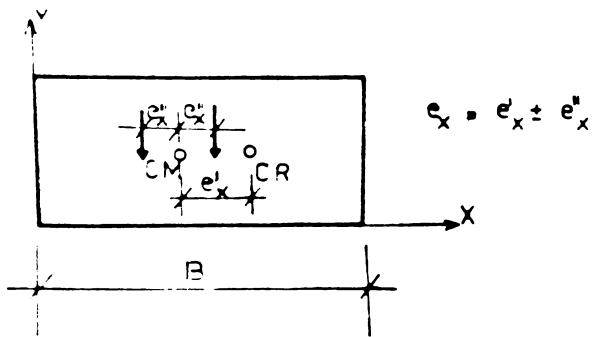 Y
e″x e″x
ex = e′x ± e″x
CM
CR
e′x
X
B